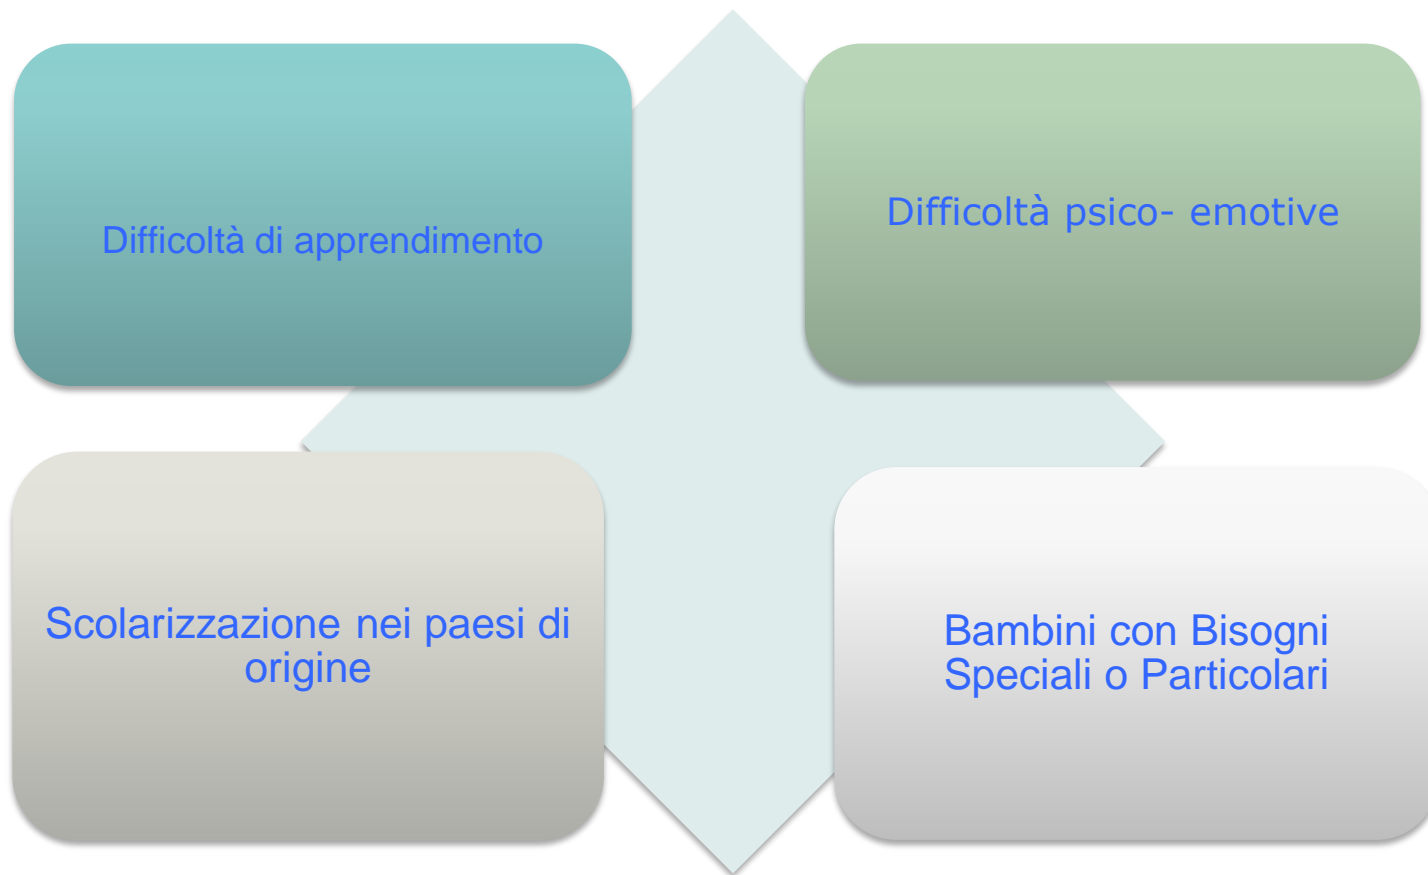 Difficoltà di apprendimento
Difficoltà psico- emotive
Scolarizzazione nei paesi di
origine
Bambini con Bisogni
Speciali o Particolari